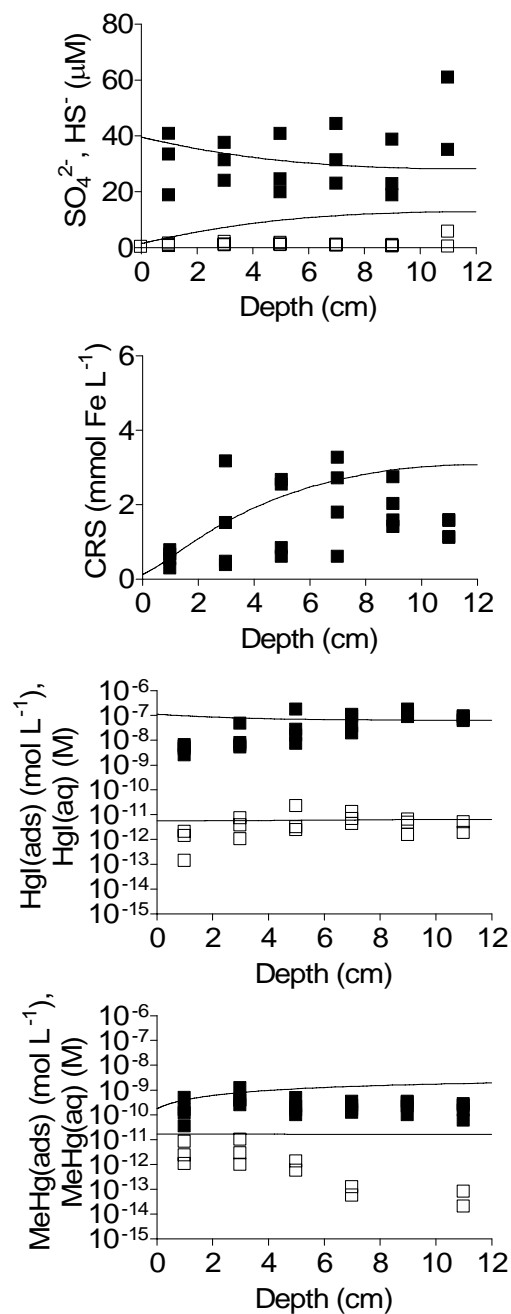 SO₄²⁻, HS⁻ (μM)
80
60
40
20
0
0 2 4 6 8 10 12
Depth (cm)
CRS (mmol Fe L⁻¹)
6
4
2
0
0 2 4 6 8 10 12
Depth (cm)
HgI(ads) (mol L⁻¹),
HgI(aq) (M)
10⁻⁶
10⁻⁷
10⁻⁸
10⁻⁹
10⁻¹⁰
10⁻¹¹
10⁻¹²
10⁻¹³
10⁻¹⁴
10⁻¹⁵
0 2 4 6 8 10 12
Depth (cm)
MeHg(ads) (mol L⁻¹),
MeHg(aq) (M)
10⁻⁶
10⁻⁷
10⁻⁸
10⁻⁹
10⁻¹⁰
10⁻¹¹
10⁻¹²
10⁻¹³
10⁻¹⁴
10⁻¹⁵
0 2 4 6 8 10 12
Depth (cm)